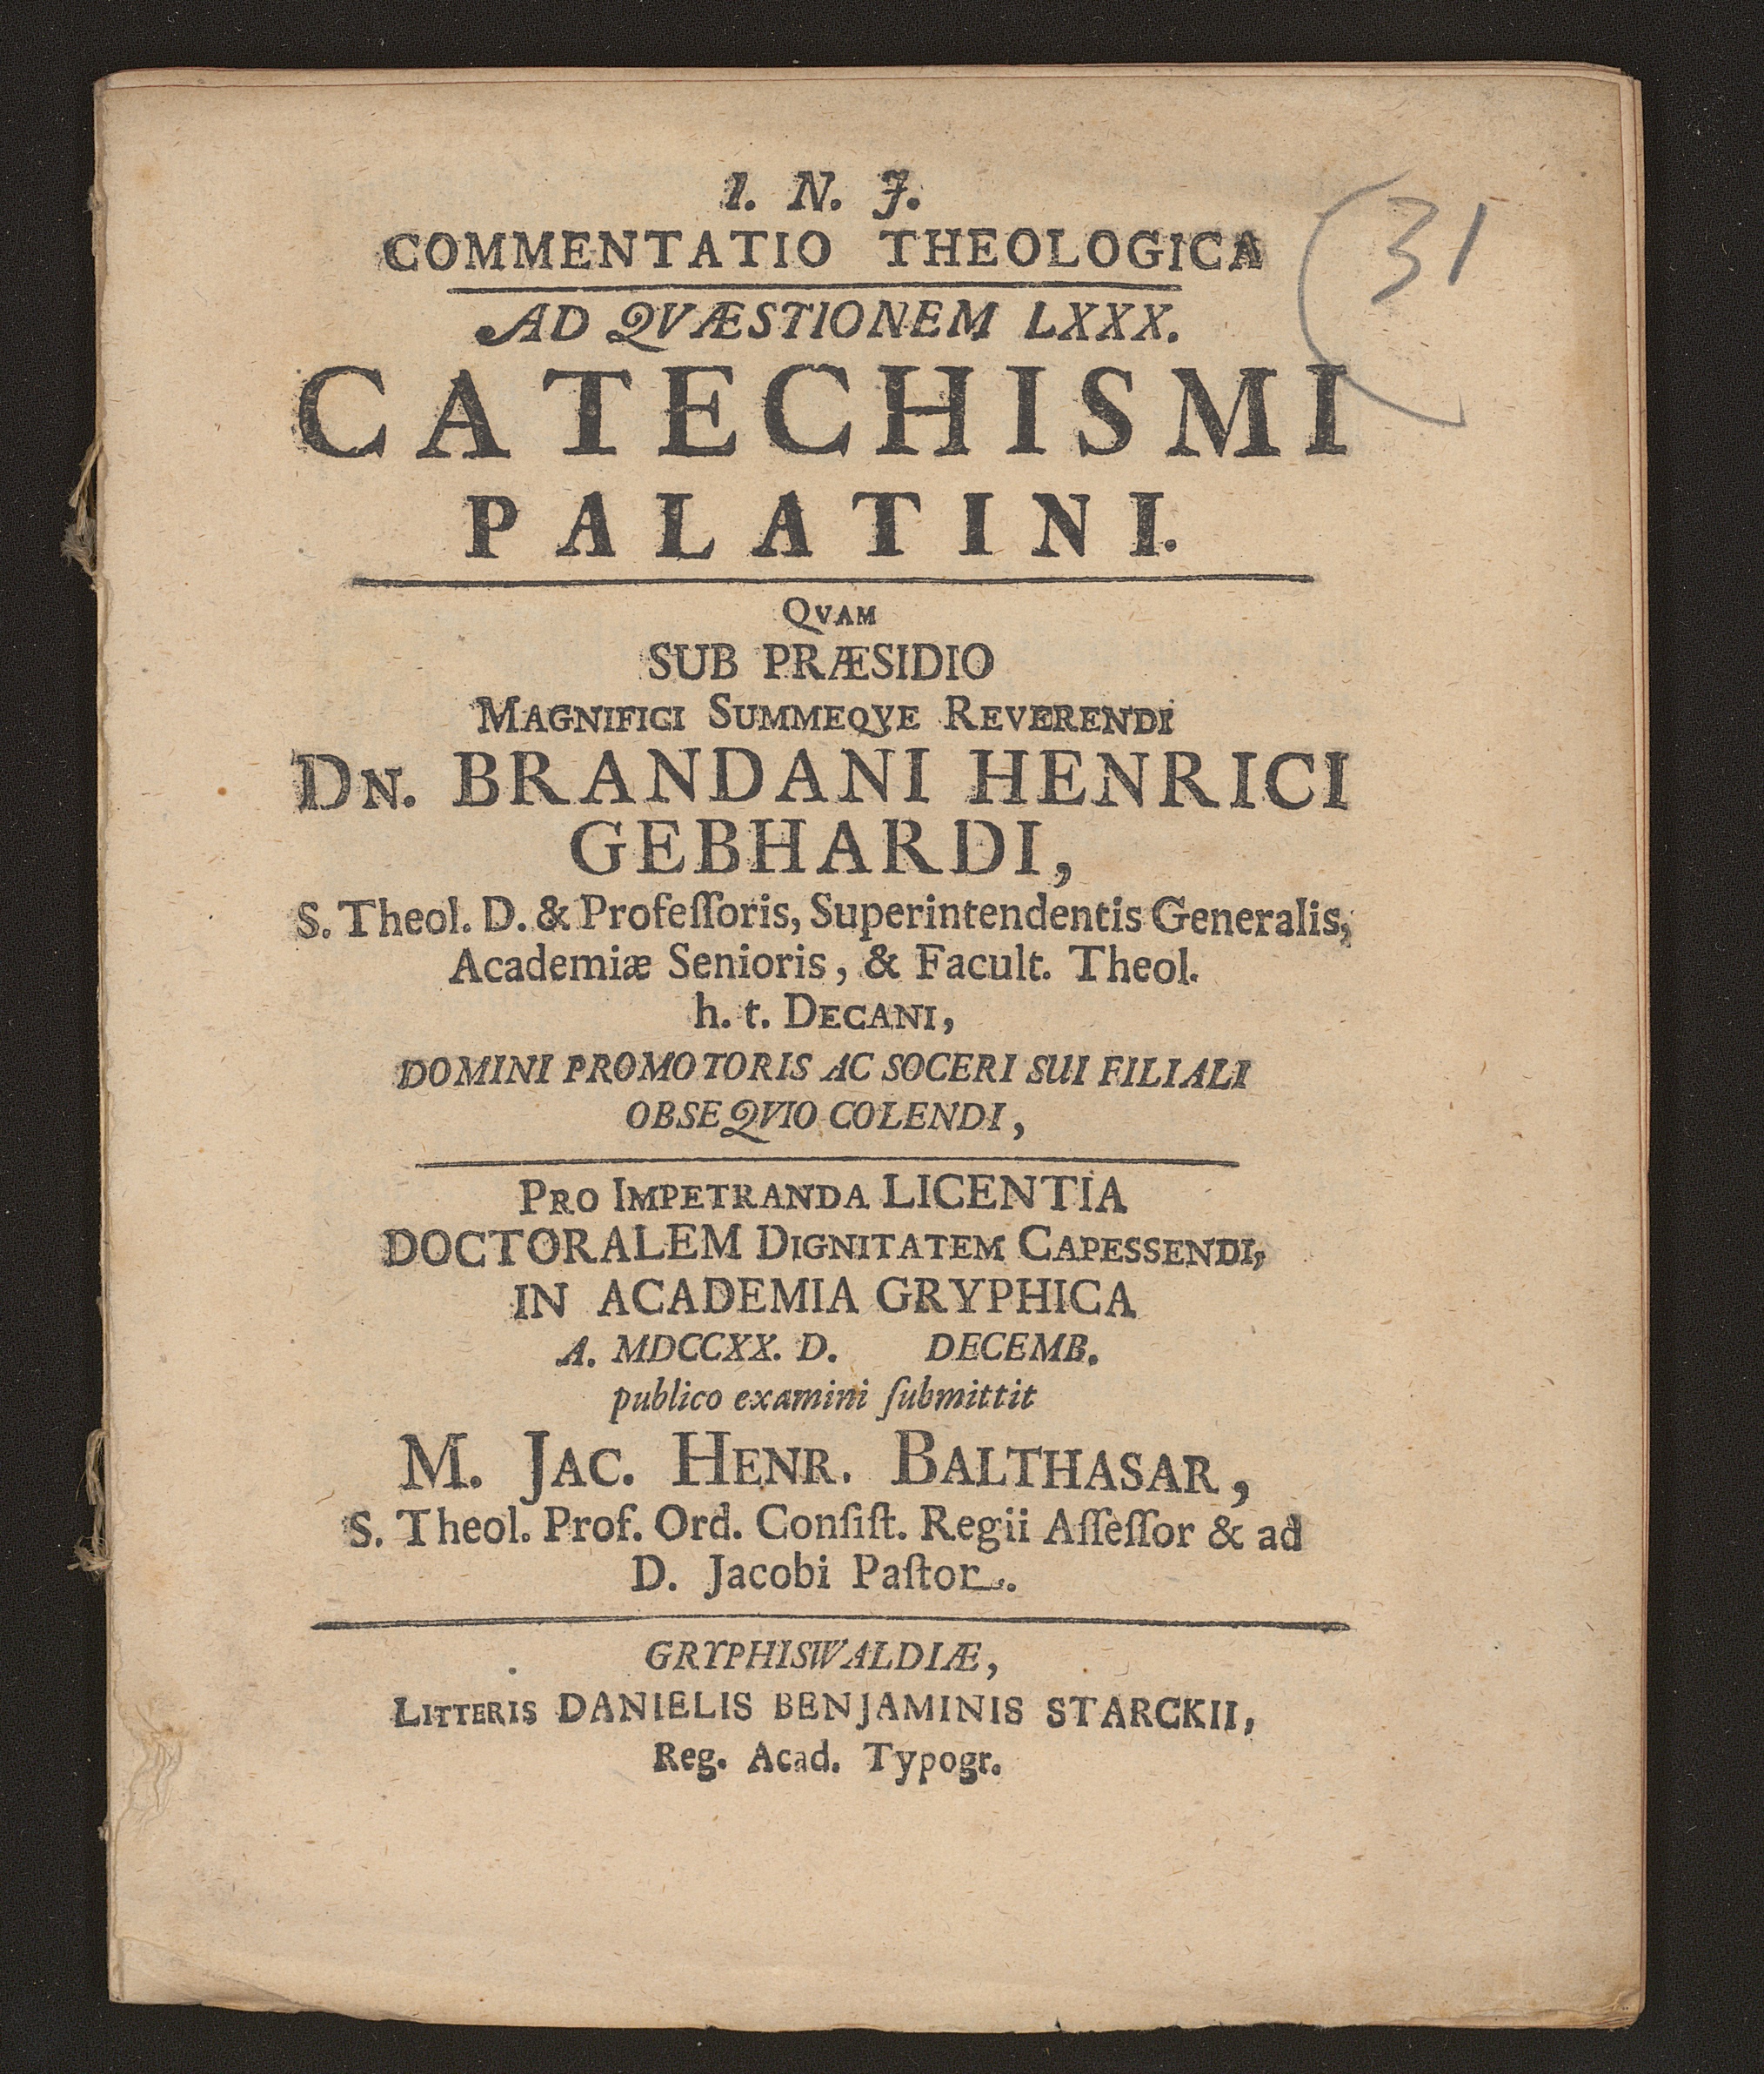 I. N. J.
(31
COMMENTATIO THEOLOGICA
AD QVÆSTIONEM LXXX.
CATECHISMI
PALATINI.
QVAM
SUB PRÆSIDIO
MAGNIFICI SUMMEQVE REVERENDI
DN. BRANDANI HENRICI
GEBHARDI,
S. Theol. D. & Profeſſoris, Superintendentis Generalis,
Academiæ Senioris, & Facult. Theol.
h. t. DECANI,
DOMINI PROMOTORIS AC SOCERI SUI FILIALI
OBSEQVIO COLENDI,
PRO IMPETRANDA LICENTIA
DOCTORALEM DIGNITATEM CAPESSENDI,
IN ACADEMIA GRYPHICA
A. MDCCXX. D. DECEMB.
publico examini ſubmittit
M. JAC. HENR. BALTHASAR,
S. Theol. Prof. Ord. Conſiſt. Regii Aſſeſſor & ad
D. Jacobi Paſtor.
GRYPHISWALDIÆ,
LITTERIS DANIELIS BENJAMINIS STARCKII,
Reg. Acad. Typogr.